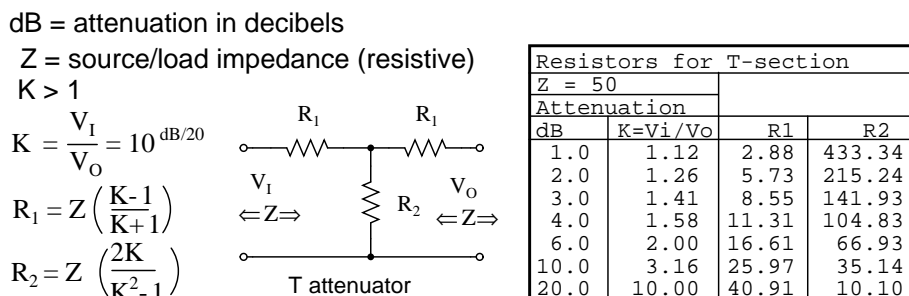 dB = attenuation in decibels
Z = source/load impedance (resistive)
K > 1
K = V_I / V_O = 10^dB/20
R_1 = Z ( K-1 / K+1 )
R_2 = Z ( 2K / K^2-1 )
R_1 R_1
V_I R_2 V_O
⇐Z⇒ ⇐Z⇒
T attenuator
Resistors for T-section
Z = 50
Attenuation
dB K=Vi/Vo R1 R2
1.0 1.12 2.88 433.34
2.0 1.26 5.73 215.24
3.0 1.41 8.55 141.93
4.0 1.58 11.31 104.83
6.0 2.00 16.61 66.93
10.0 3.16 25.97 35.14
20.0 10.00 40.91 10.10